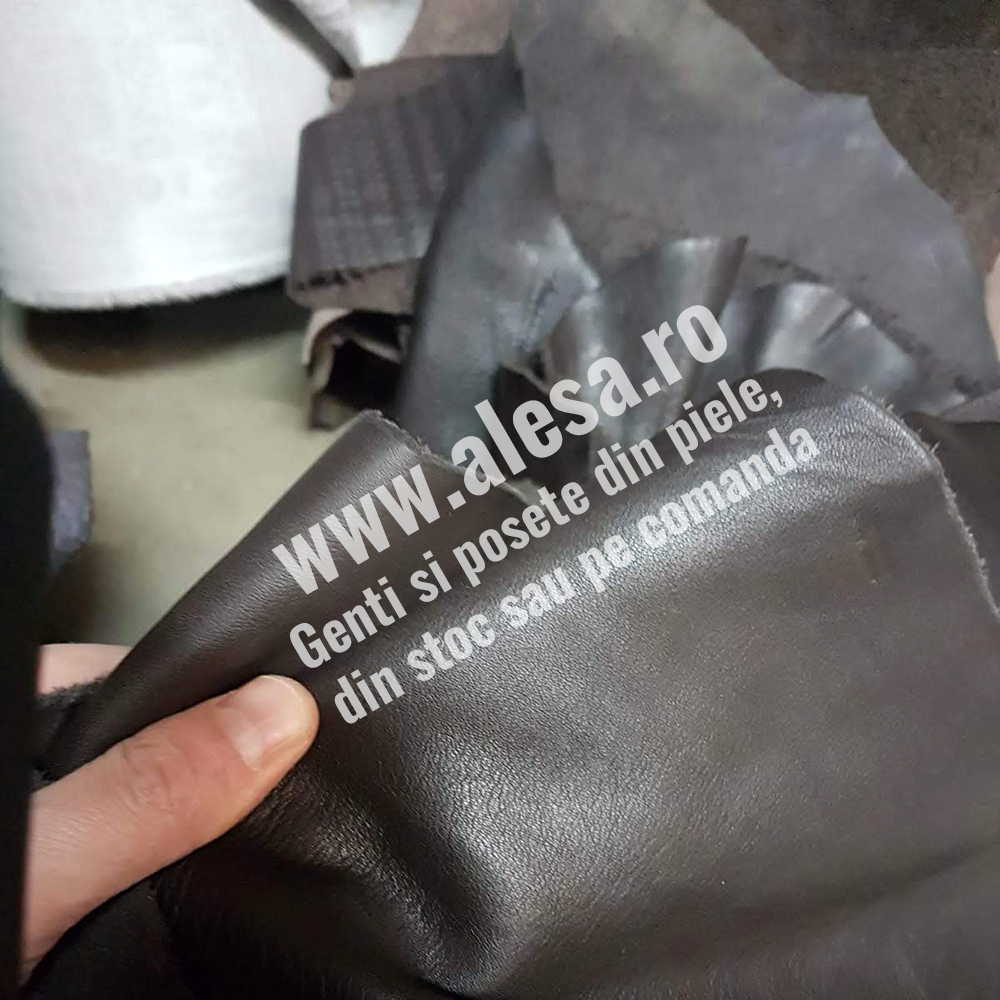 www.alesa.ro
Genti si posete din piele,
din stoc sau pe comanda